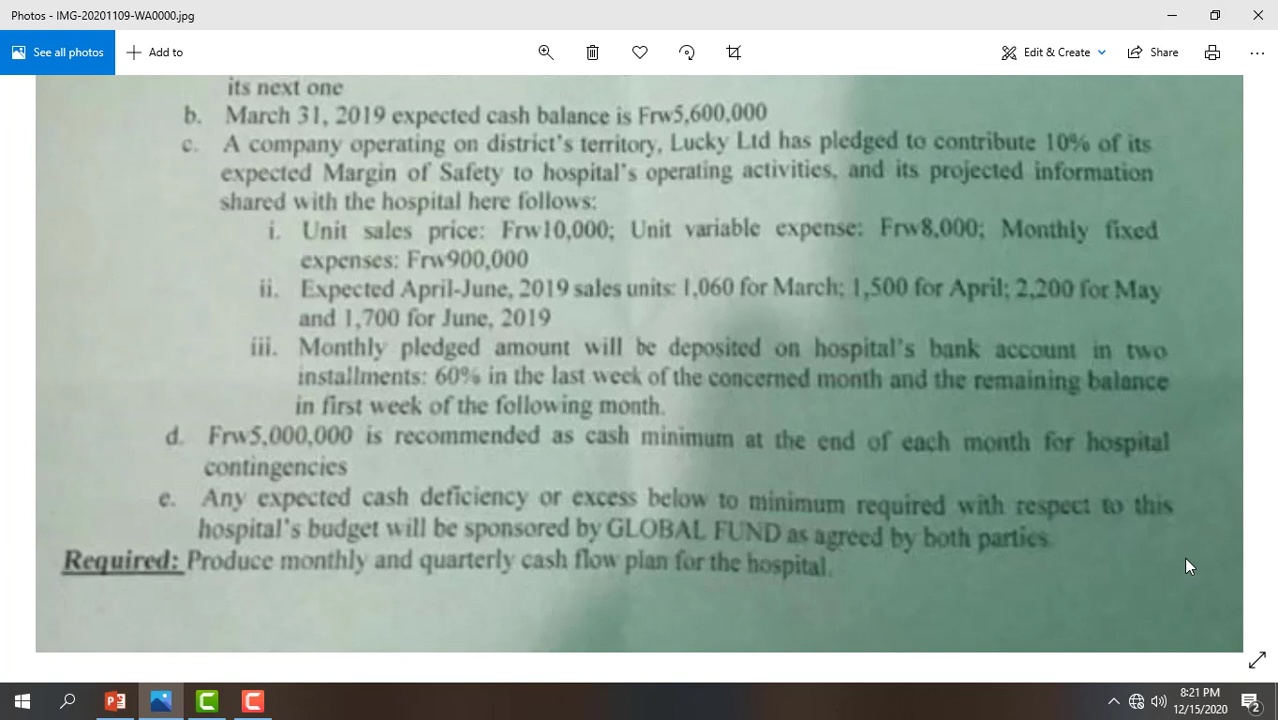 Photos - IMG-20201109-WA0000.jpg
See all photos
Add to
Edit & Create
Share
its next one
b. March 31, 2019 expected cash balance is Frw5,600,000
c. A company operating on district's territory, Lucky Ltd has pledged to contribute 10% of its
expected Margin of Safety to hospital's operating activities, and its projected information
shared with the hospital here follows:
i. Unit sales price: Frw10,000; Unit variable expense: Frw8,000; Monthly fixed
expenses: Frw900,000
ii. Expected April-June, 2019 sales units: 1,060 for March; 1,500 for April; 2,200 for May
and 1,700 for June, 2019
iii. Monthly pledged amount will be deposited on hospital's bank account in two
installments: 60% in the last week of the concerned month and the remaining balance
in first week of the following month.
d. Frw5,000,000 is recommended as cash minimum at the end of each month for hospital
contingencies
e. Any expected cash deficiency or excess below to minimum required with respect to this
hospital's budget will be sponsored by GLOBAL FUND as agreed by both parties.
Required: Produce monthly and quarterly cash flow plan for the hospital.
8:21 PM
12/15/2020
2